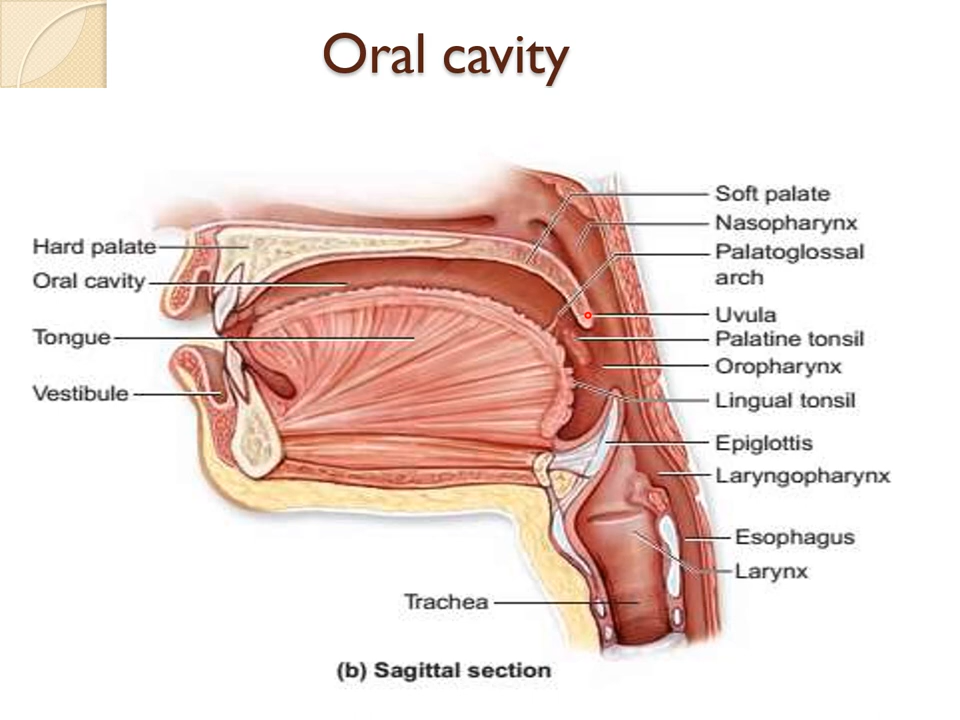 Oral cavity
Soft palate
Nasopharynx
Hard palate
Palatoglossal
arch
Oral cavity
Uvula
Tongue
Palatine tonsil
Oropharynx
Vestibule
Lingual tonsil
Epiglottis
Laryngopharynx
Esophagus
Larynx
Trachea
(b) Sagittal section